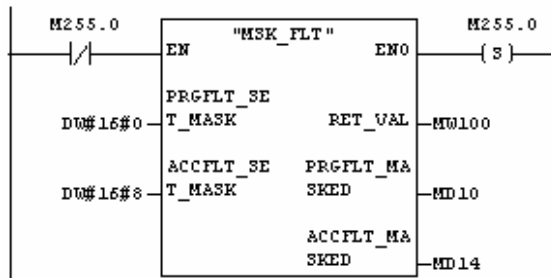 M255.0 M255.0
"MSK_FLT"
EN ENO
( S )
PRGFLT_SE
DW#16#0 T_MASK RET_VAL MW100
ACCFLT_SE PRGFLT_MA
DW#16#8 T_MASK SKED MD10
ACCFLT_MA
SKED MD14